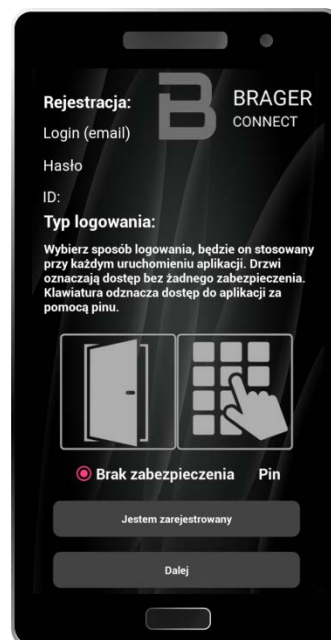 BRAGER
CONNECT
Rejestracja:
Login (email)
Hasło
ID:
Typ logowania:
Wybierz sposób logowania, będzie on stosowany
przy każdym uruchomieniu aplikacji. Drzwi
oznaczają dostęp bez żadnego zabezpieczenia.
Klawiatura odznacza dostęp do aplikacji za
pomocą pinu.
Brak zabezpieczenia Pin
Jestem zarejestrowany
Dalej